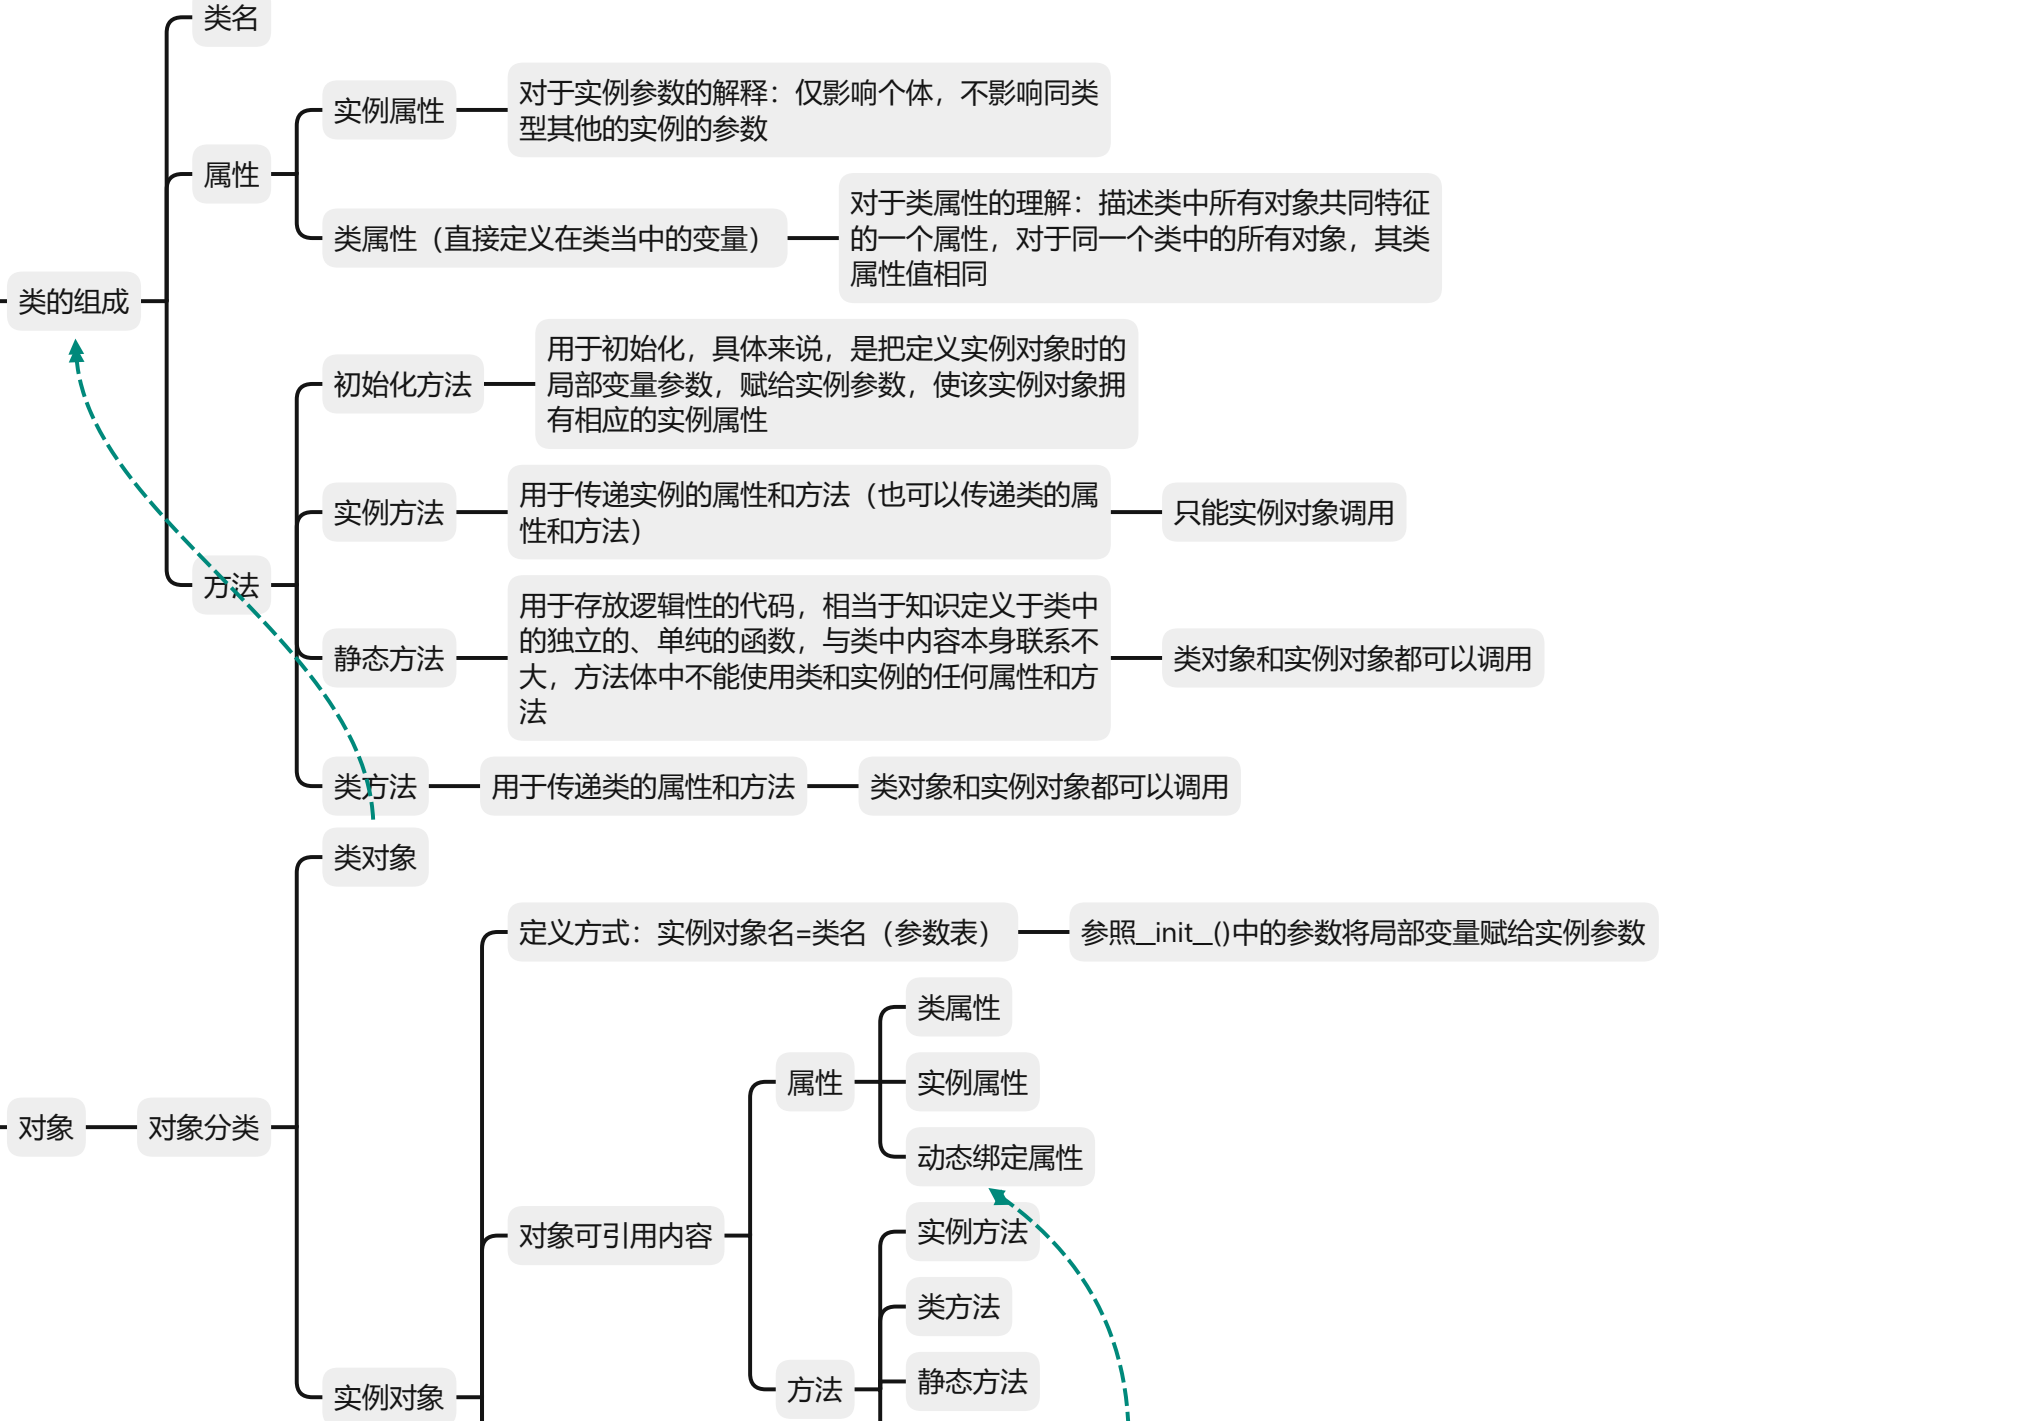 类名
实例属性
对于实例参数的解释：仅影响个体，不影响同类
型其他的实例的参数
属性
类属性（直接定义在类当中的变量）
对于类属性的理解：描述类中所有对象共同特征
的一个属性，对于同一个类中的所有对象，其类
属性值相同
类的组成
初始化方法
用于初始化，具体来说，是把定义实例对象时的
局部变量参数，赋给实例参数，使该实例对象拥
有相应的实例属性
实例方法
用于传递实例的属性和方法（也可以传递类的属
性和方法）
只能实例对象调用
方法
静态方法
用于存放逻辑性的代码，相当于知识定义于类中
的独立的、单纯的函数，与类中内容本身联系不
大，方法体中不能使用类和实例的任何属性和方
法
类对象和实例对象都可以调用
类方法
用于传递类的属性和方法
类对象和实例对象都可以调用
类对象
定义方式：实例对象名=类名（参数表）
参照__init__()中的参数将局部变量赋给实例参数
类属性
属性
实例属性
对象
对象分类
动态绑定属性
对象可引用内容
实例方法
类方法
方法
静态方法
实例对象